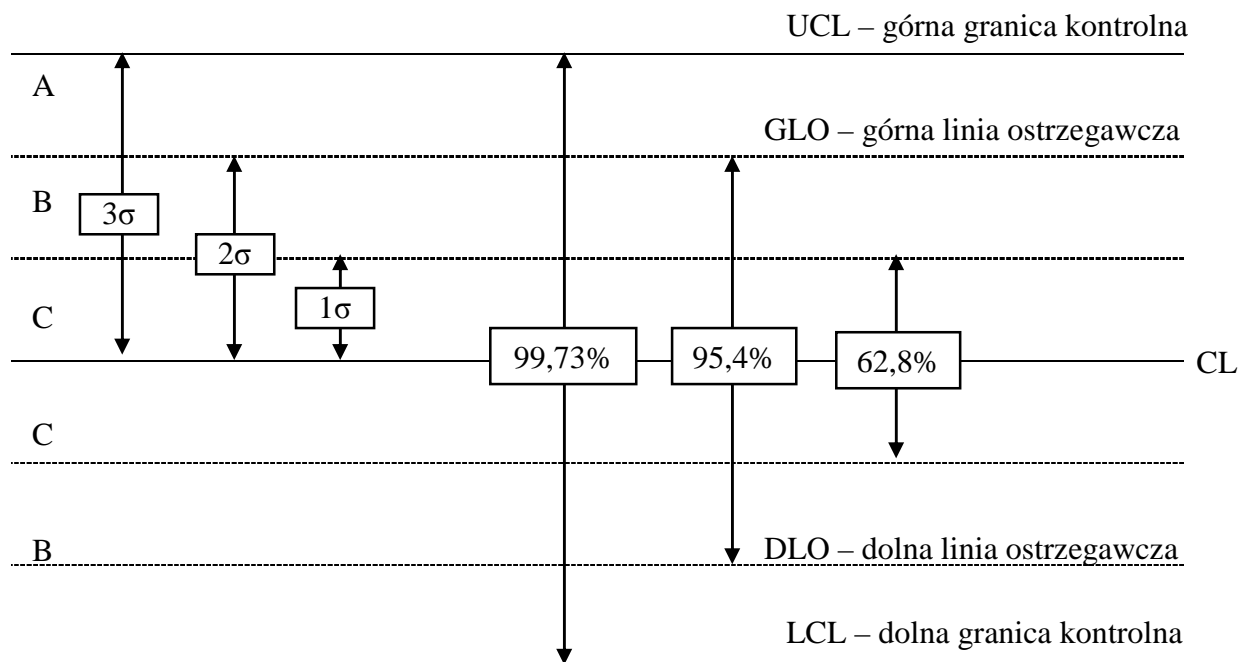 UCL – górna granica kontrolna
A
GLO – górna linia ostrzegawcza
B
3σ
2σ
1σ
C
99,73%
95,4%
62,8%
CL
C
B
DLO – dolna linia ostrzegawcza
LCL – dolna granica kontrolna